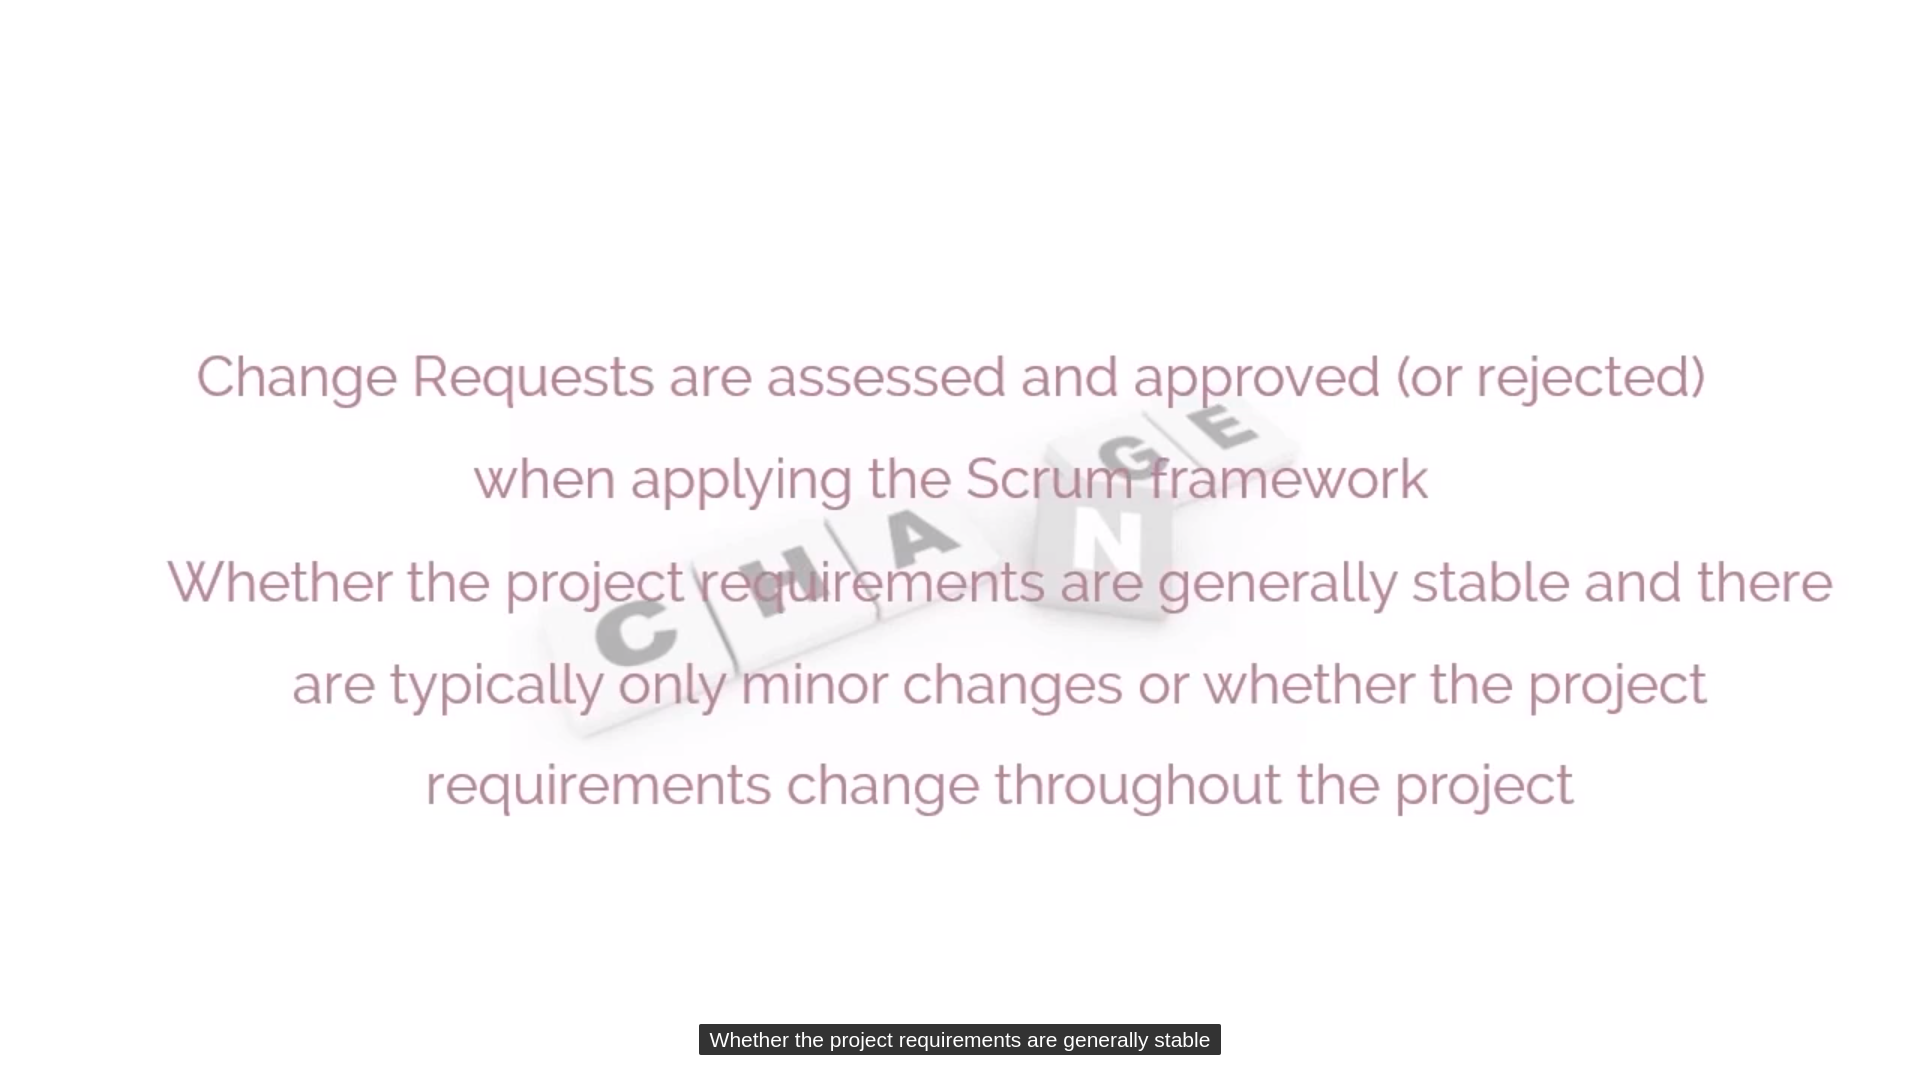 Change Requests are assessed and approved (or rejected)
when applying the Scrum framework
Whether the project requirements are generally stable and there
are typically only minor changes or whether the project
requirements change throughout the project
CHANGE
Whether the project requirements are generally stable